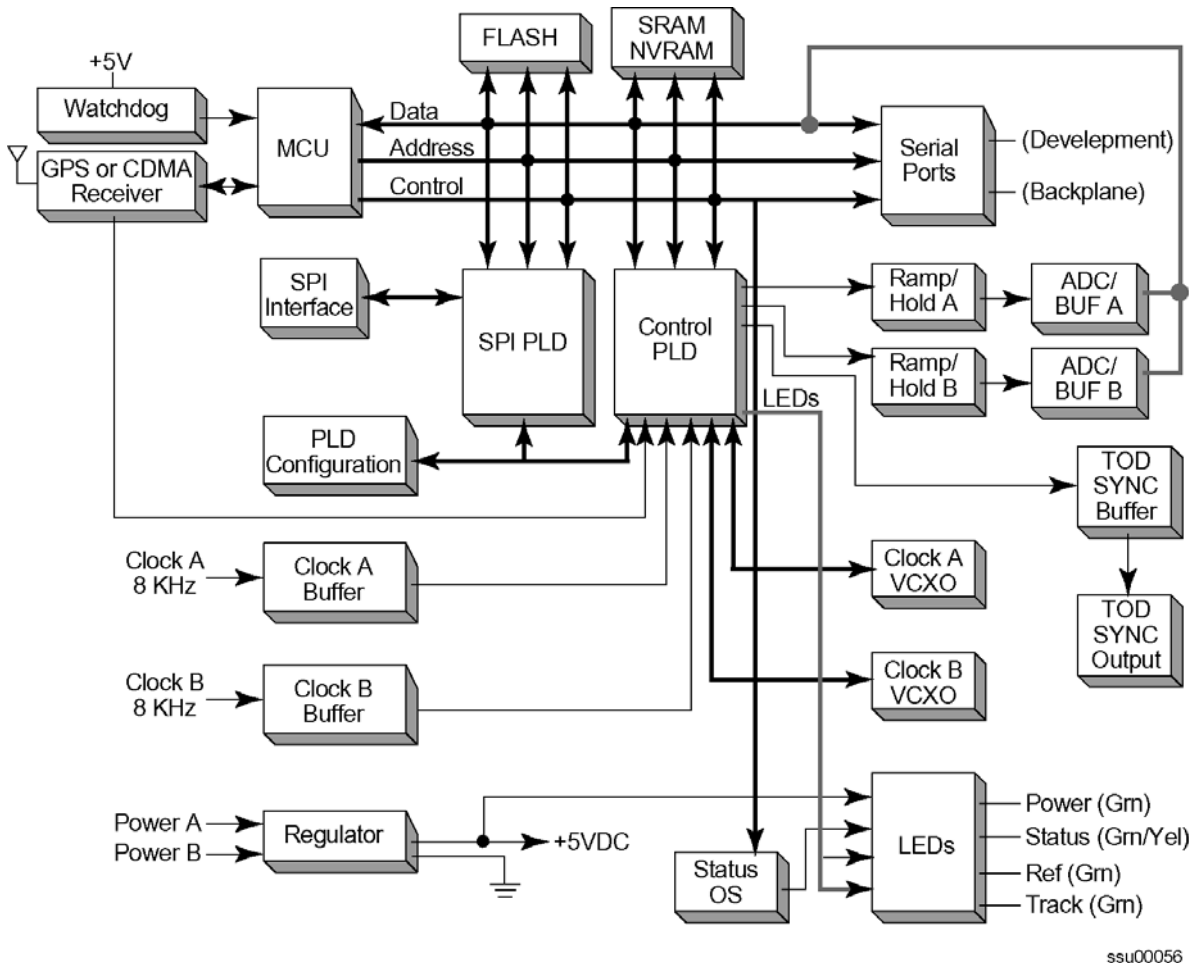 FLASH
SRAM
NVRAM
+5V
Watchdog
MCU
Data
Address
Control
GPS or CDMA
Receiver
Serial
Ports
(Develepment)
(Backplane)
SPI
Interface
SPI PLD
Control
PLD
Ramp/
Hold A
ADC/
BUF A
Ramp/
Hold B
ADC/
BUF B
LEDs
PLD
Configuration
TOD
SYNC
Buffer
Clock A
8 KHz
Clock A
Buffer
Clock A
VCXO
TOD
SYNC
Output
Clock B
8 KHz
Clock B
Buffer
Clock B
VCXO
Power A
Power B
Regulator
+5VDC
Status
OS
LEDs
Power (Grn)
Status (Grn/Yel)
Ref (Grn)
Track (Grn)
ssu00056